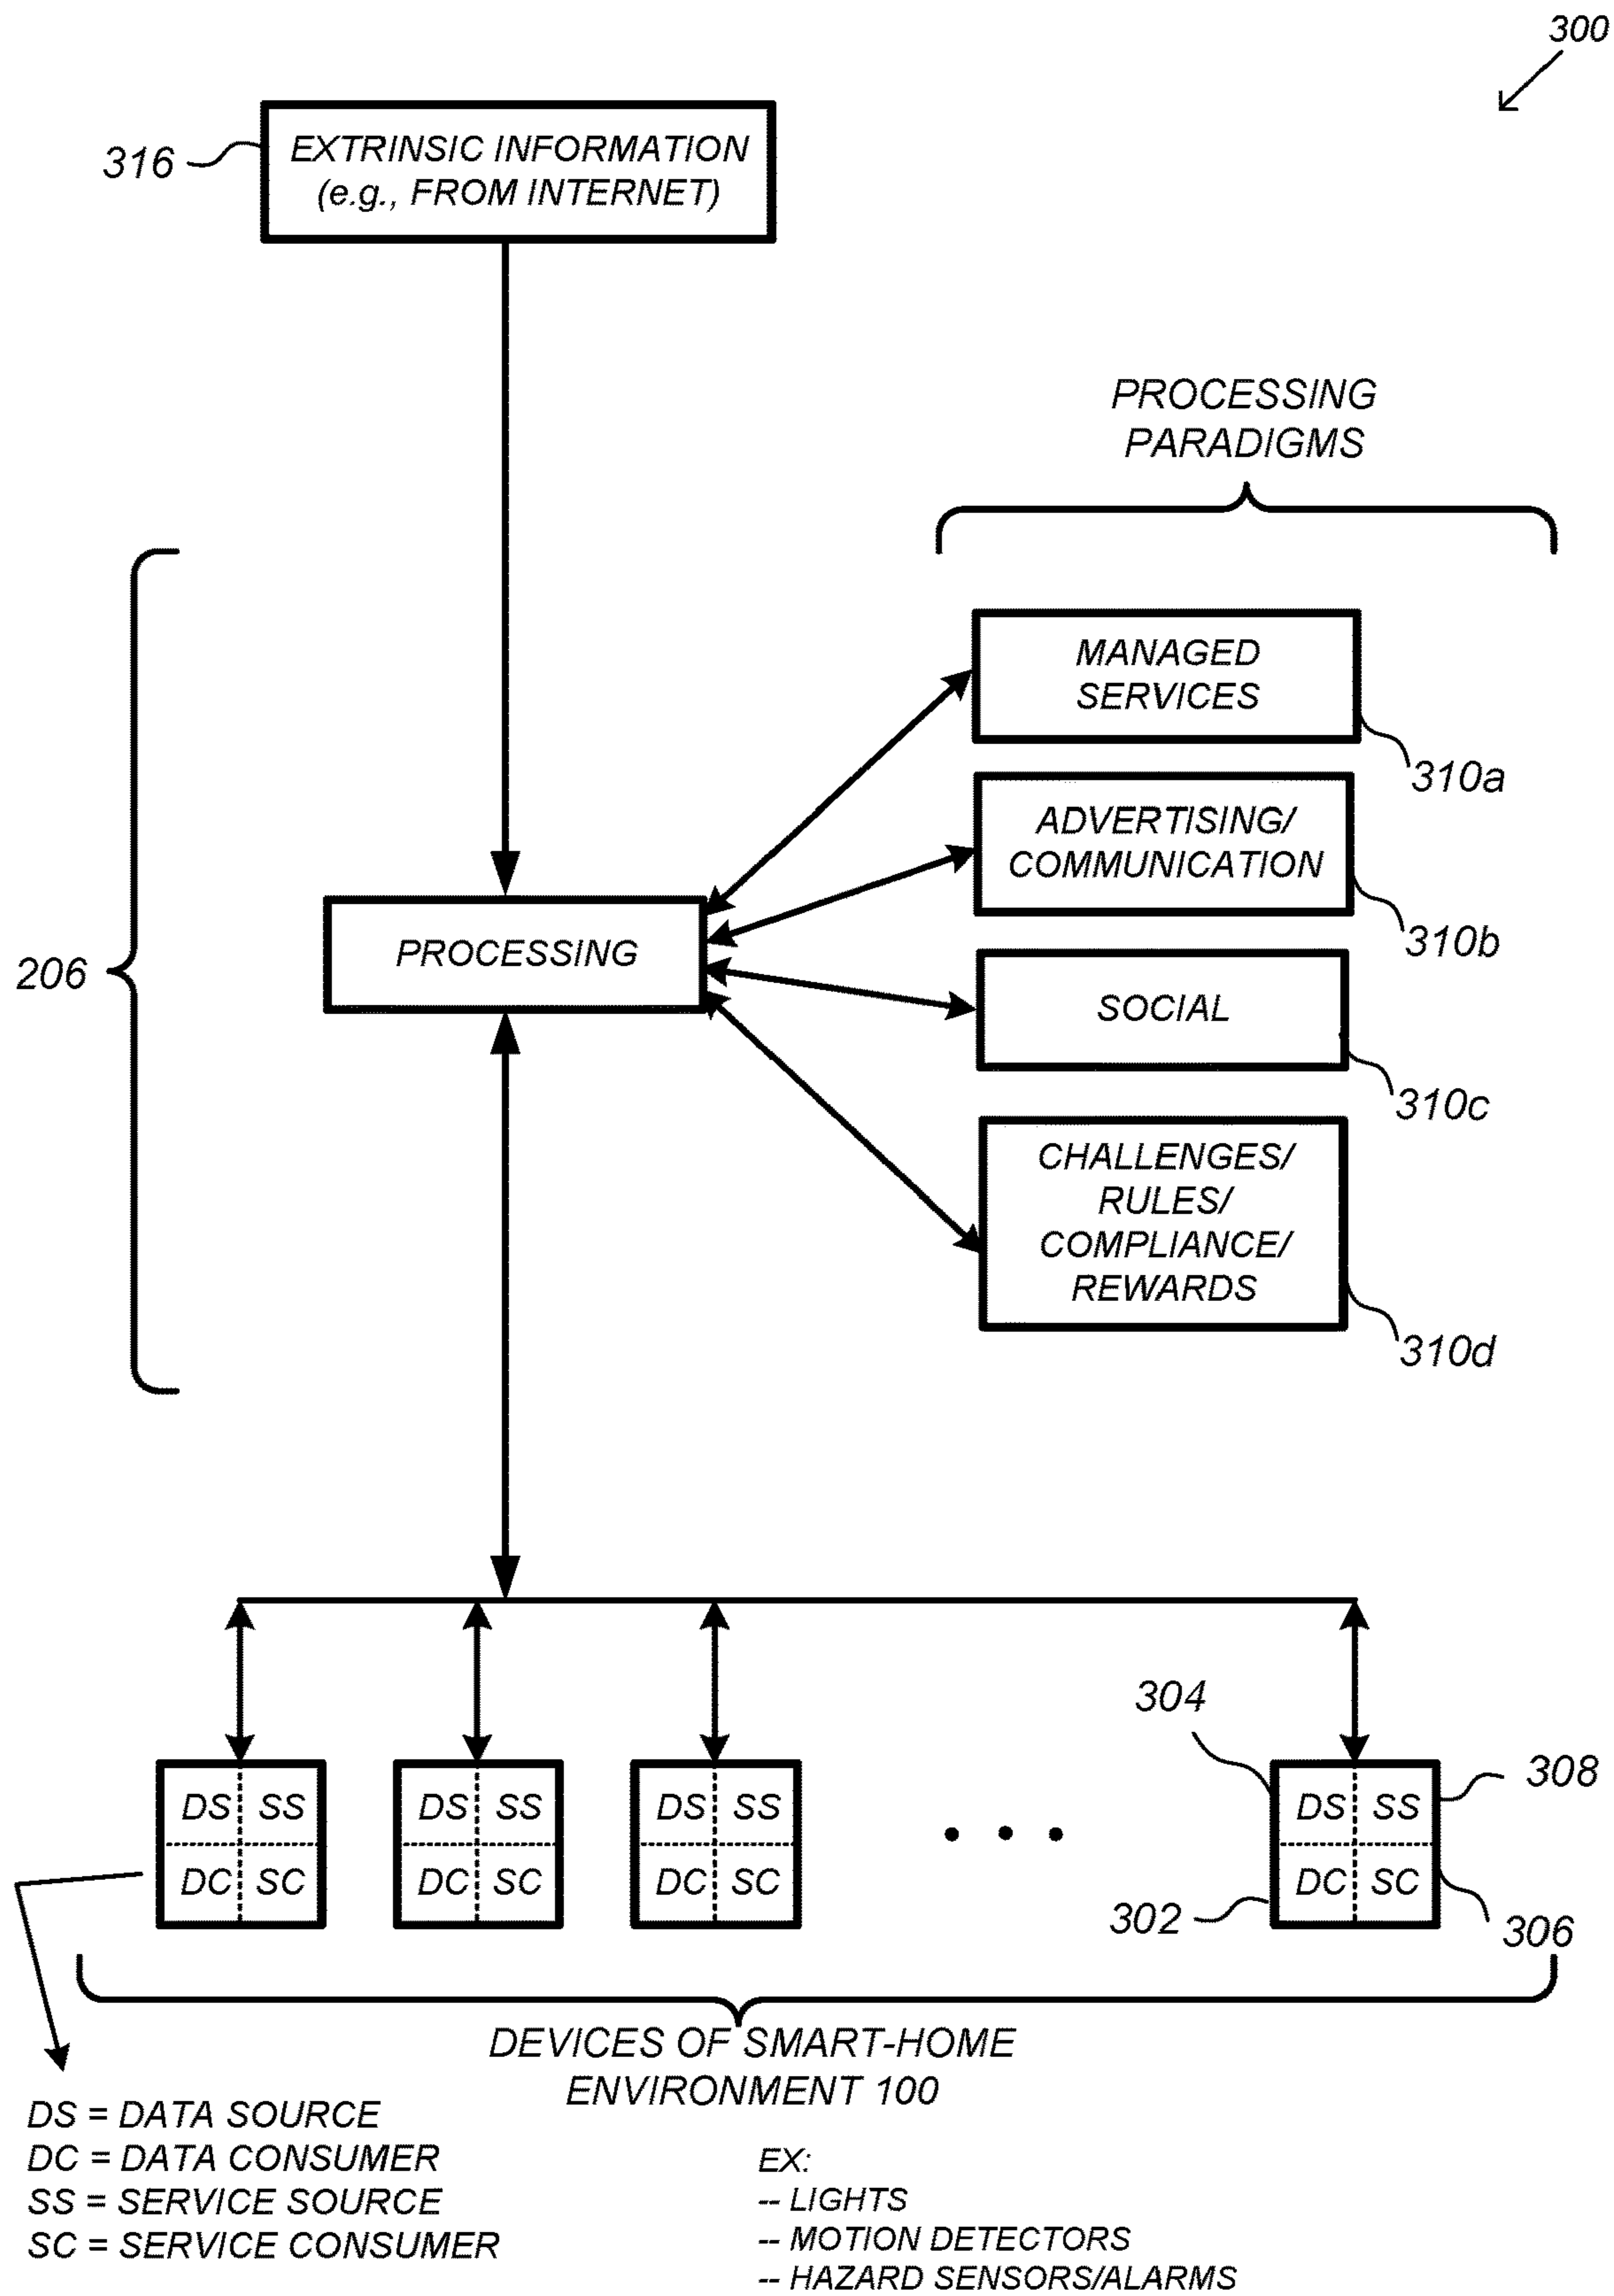 300
316
EXTRINSIC INFORMATION
(e.g., FROM INTERNET)
PROCESSING
PARADIGMS
206
PROCESSING
MANAGED
SERVICES
310a
ADVERTISING/
COMMUNICATION
310b
SOCIAL
310c
CHALLENGES/
RULES/
COMPLIANCE/
REWARDS
310d
304
308
DS SS DS SS DS SS DS SS
DC SC DC SC DC SC DC SC
302
306
DEVICES OF SMART-HOME
ENVIRONMENT 100
DS = DATA SOURCE
DC = DATA CONSUMER
SS = SERVICE SOURCE
SC = SERVICE CONSUMER
EX:
-- LIGHTS
-- MOTION DETECTORS
-- HAZARD SENSORS/ALARMS